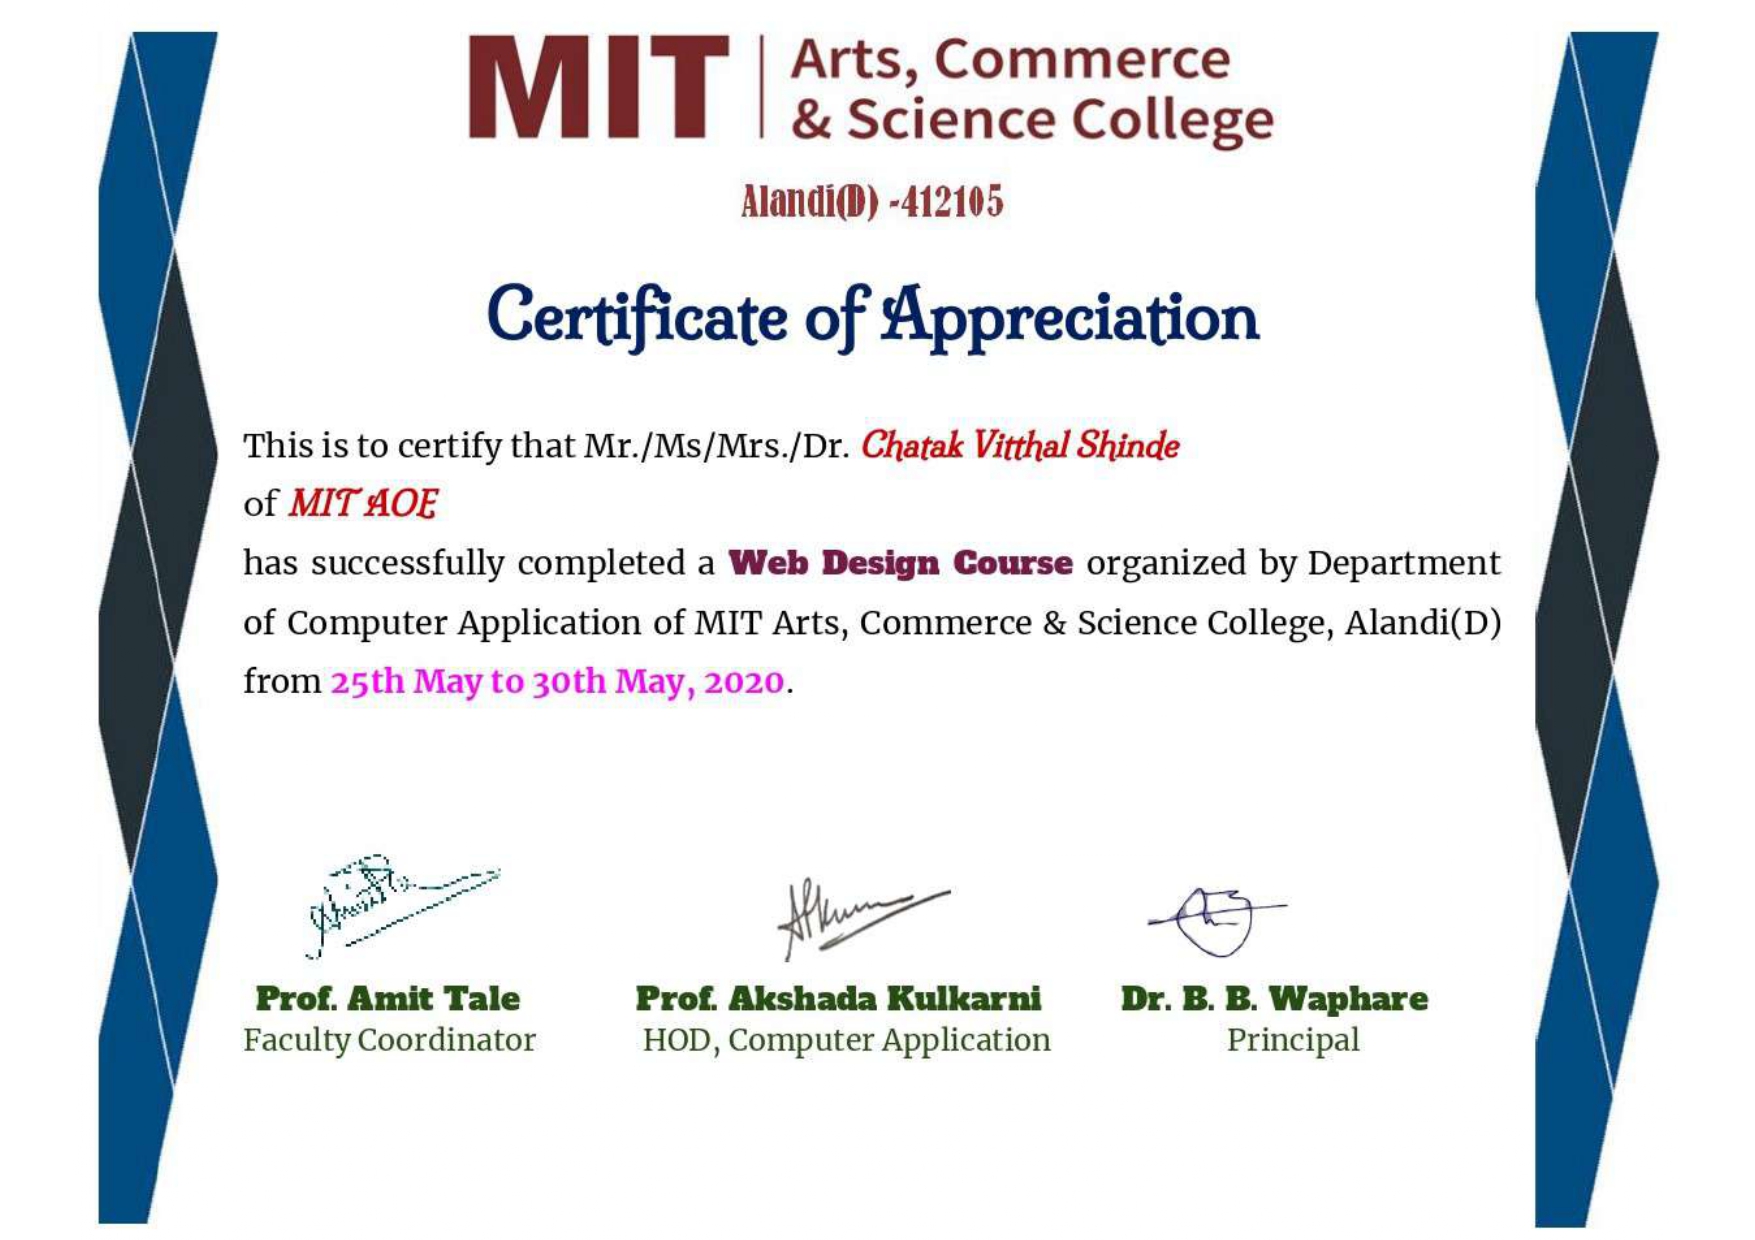 MIT | Arts, Commerce
& Science College
Alandi(D) -412105
Certificate of Appreciation
This is to certify that Mr./Ms/Mrs./Dr. Chatak Vitthal Shinde
of MIT AOE
has successfully completed a Web Design Course organized by Department
of Computer Application of MIT Arts, Commerce & Science College, Alandi(D)
from 25th May to 30th May, 2020.
Prof. Amit Tale Prof. Akshada Kulkarni Dr. B. B. Waphare
Faculty Coordinator HOD, Computer Application Principal